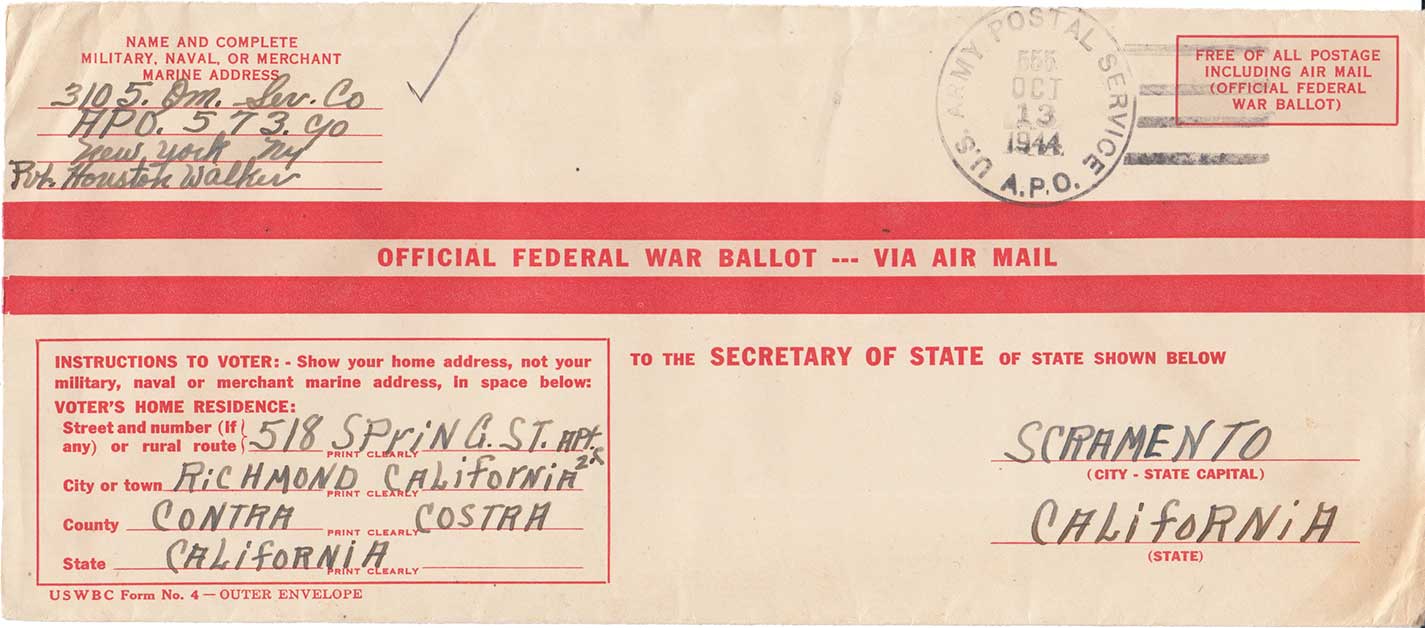 NAME AND COMPLETE
MILITARY, NAVAL, OR MERCHANT
MARINE ADDRESS
3105. Qm. Ser. Co
APO. 573. c/o
New York Ny
Pvt. Houston Walker
U.S. ARMY POSTAL SERVICE
555
OCT
13
1944
A.P.O.
FREE OF ALL POSTAGE
INCLUDING AIR MAIL
(OFFICIAL FEDERAL
WAR BALLOT)
OFFICIAL FEDERAL WAR BALLOT --- VIA AIR MAIL
INSTRUCTIONS TO VOTER: - Show your home address, not your
military, naval or merchant marine address, in space below:
VOTER'S HOME RESIDENCE:
Street and number (If
any) or rural route 518 SPriNG. ST. APt.
PRINT CLEARLY
City or town RiCHMOND CALifорNiA
PRINT CLEARLY
County CONTRA COSTRA
PRINT CLEARLY
State CALifoRNiA
PRINT CLEARLY
USWBC Form No. 4 — OUTER ENVELOPE
TO THE SECRETARY OF STATE OF STATE SHOWN BELOW
SCRAMENTO
(CITY - STATE CAPITAL)
CALifoRNiA
(STATE)